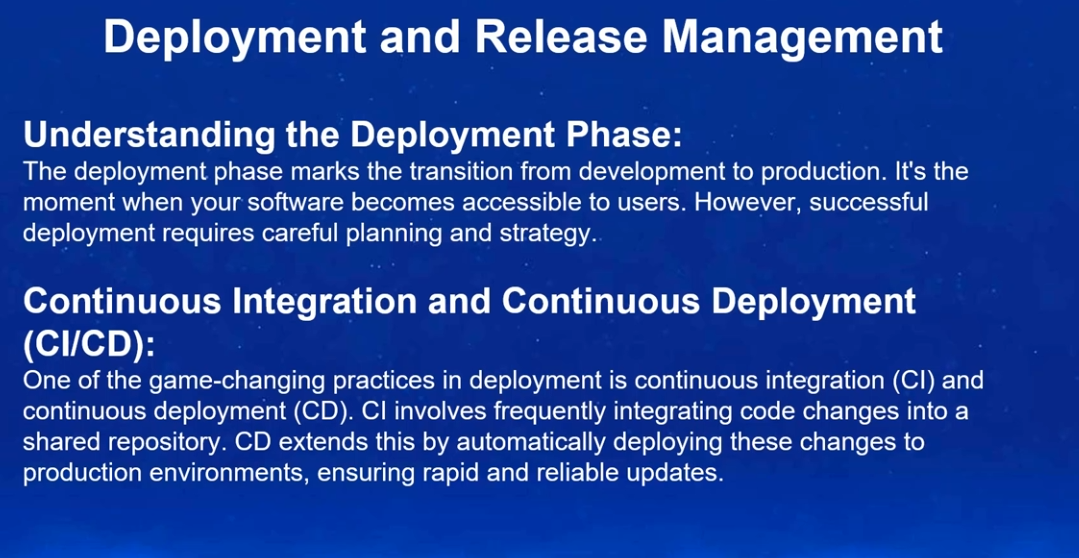 Deployment and Release Management
Understanding the Deployment Phase:
The deployment phase marks the transition from development to production. It's the
moment when your software becomes accessible to users. However, successful
deployment requires careful planning and strategy.
Continuous Integration and Continuous Deployment
(CI/CD):
One of the game-changing practices in deployment is continuous integration (CI) and
continuous deployment (CD). CI involves frequently integrating code changes into a
shared repository. CD extends this by automatically deploying these changes to
production environments, ensuring rapid and reliable updates.